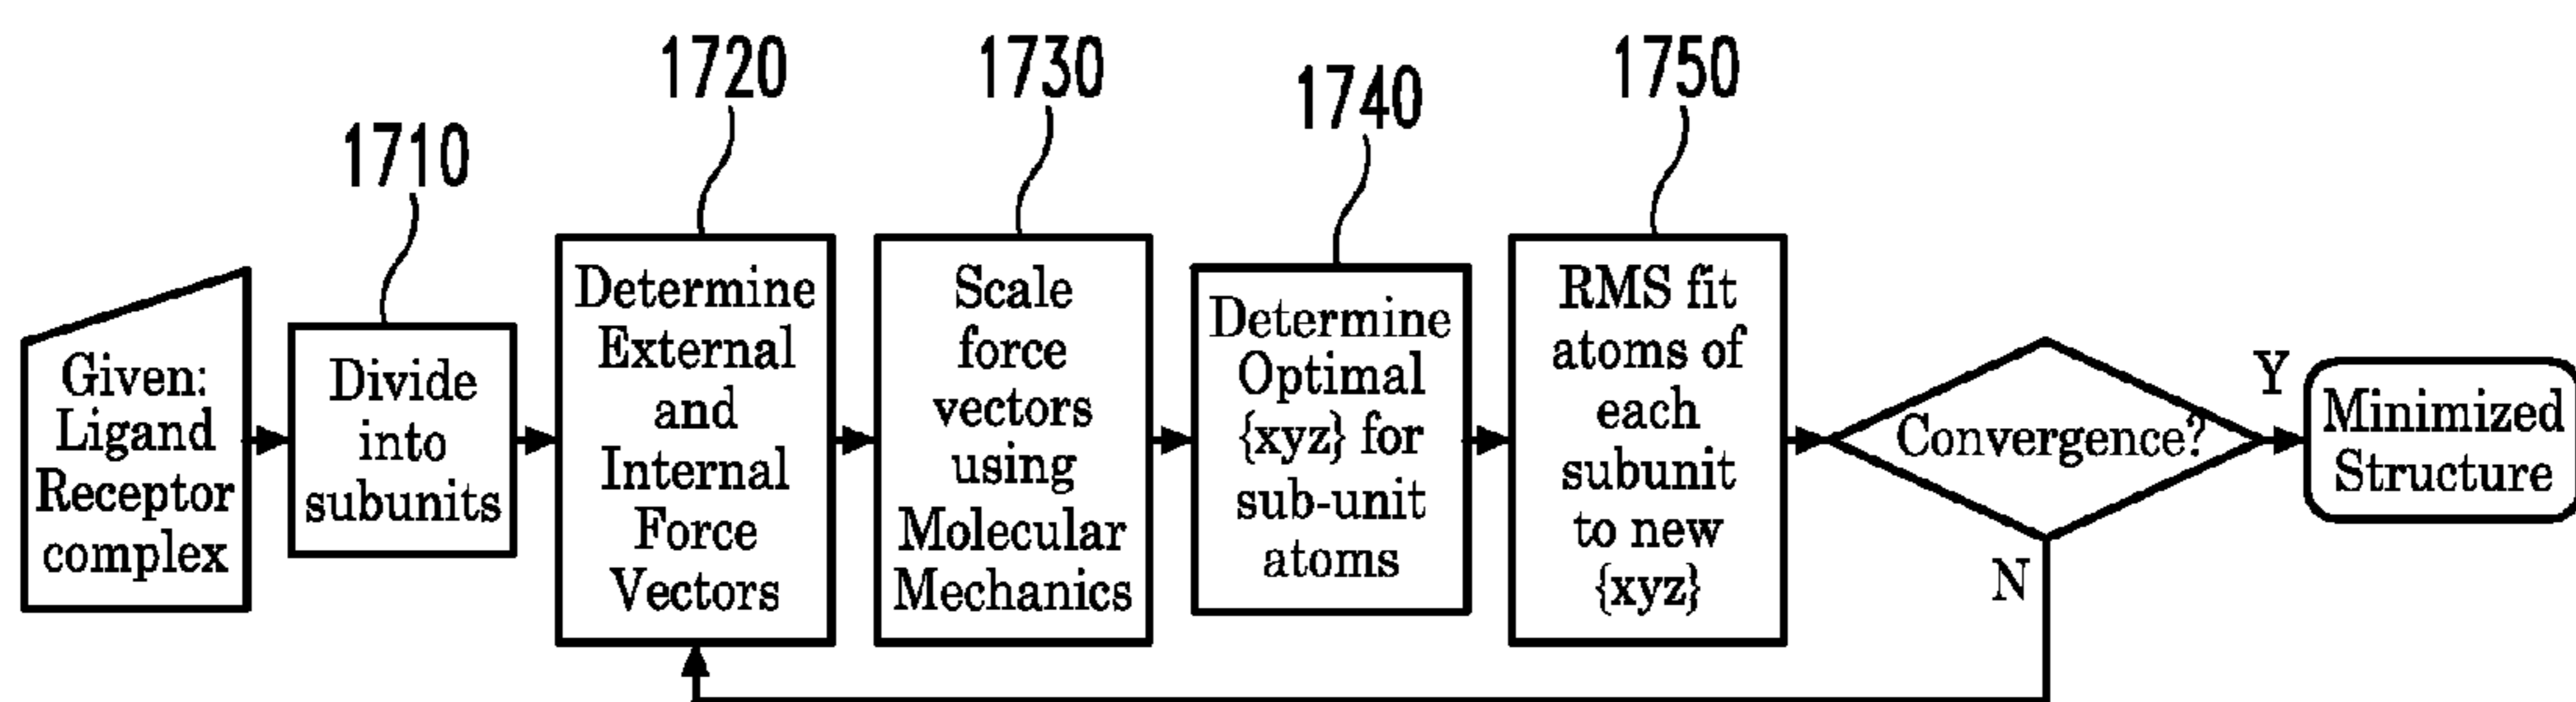 1710
1720
1730
1740
1750
Given:
Ligand
Receptor
complex
Divide
into
subunits
Determine
External
and
Internal
Force
Vectors
Scale
force
vectors
using
Molecular
Mechanics
Determine
Optimal
{xyz} for
sub-unit
atoms
RMS fit
atoms of
each
subunit
to new
{xyz}
Convergence?
Y
N
Minimized
Structure